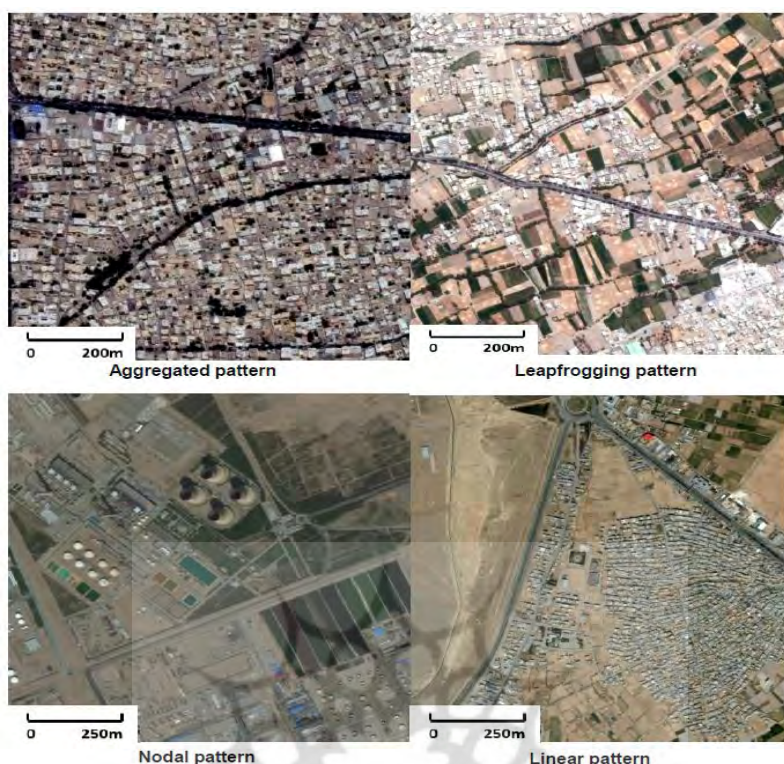 0 200m
Aggregated pattern
0 200m
Leapfrogging pattern
0 250m
Nodal pattern
0 250m
Linear pattern